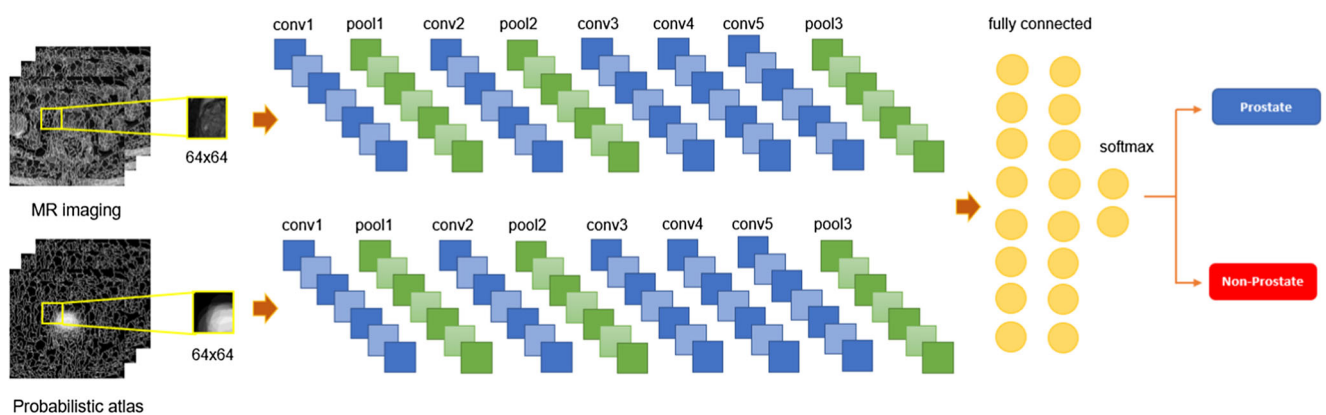 conv1 pool1 conv2 pool2 conv3 conv4 conv5 pool3
fully connected
64x64
MR imaging
softmax
Prostate
Non-Prostate
conv1 pool1 conv2 pool2 conv3 conv4 conv5 pool3
64x64
Probabilistic atlas